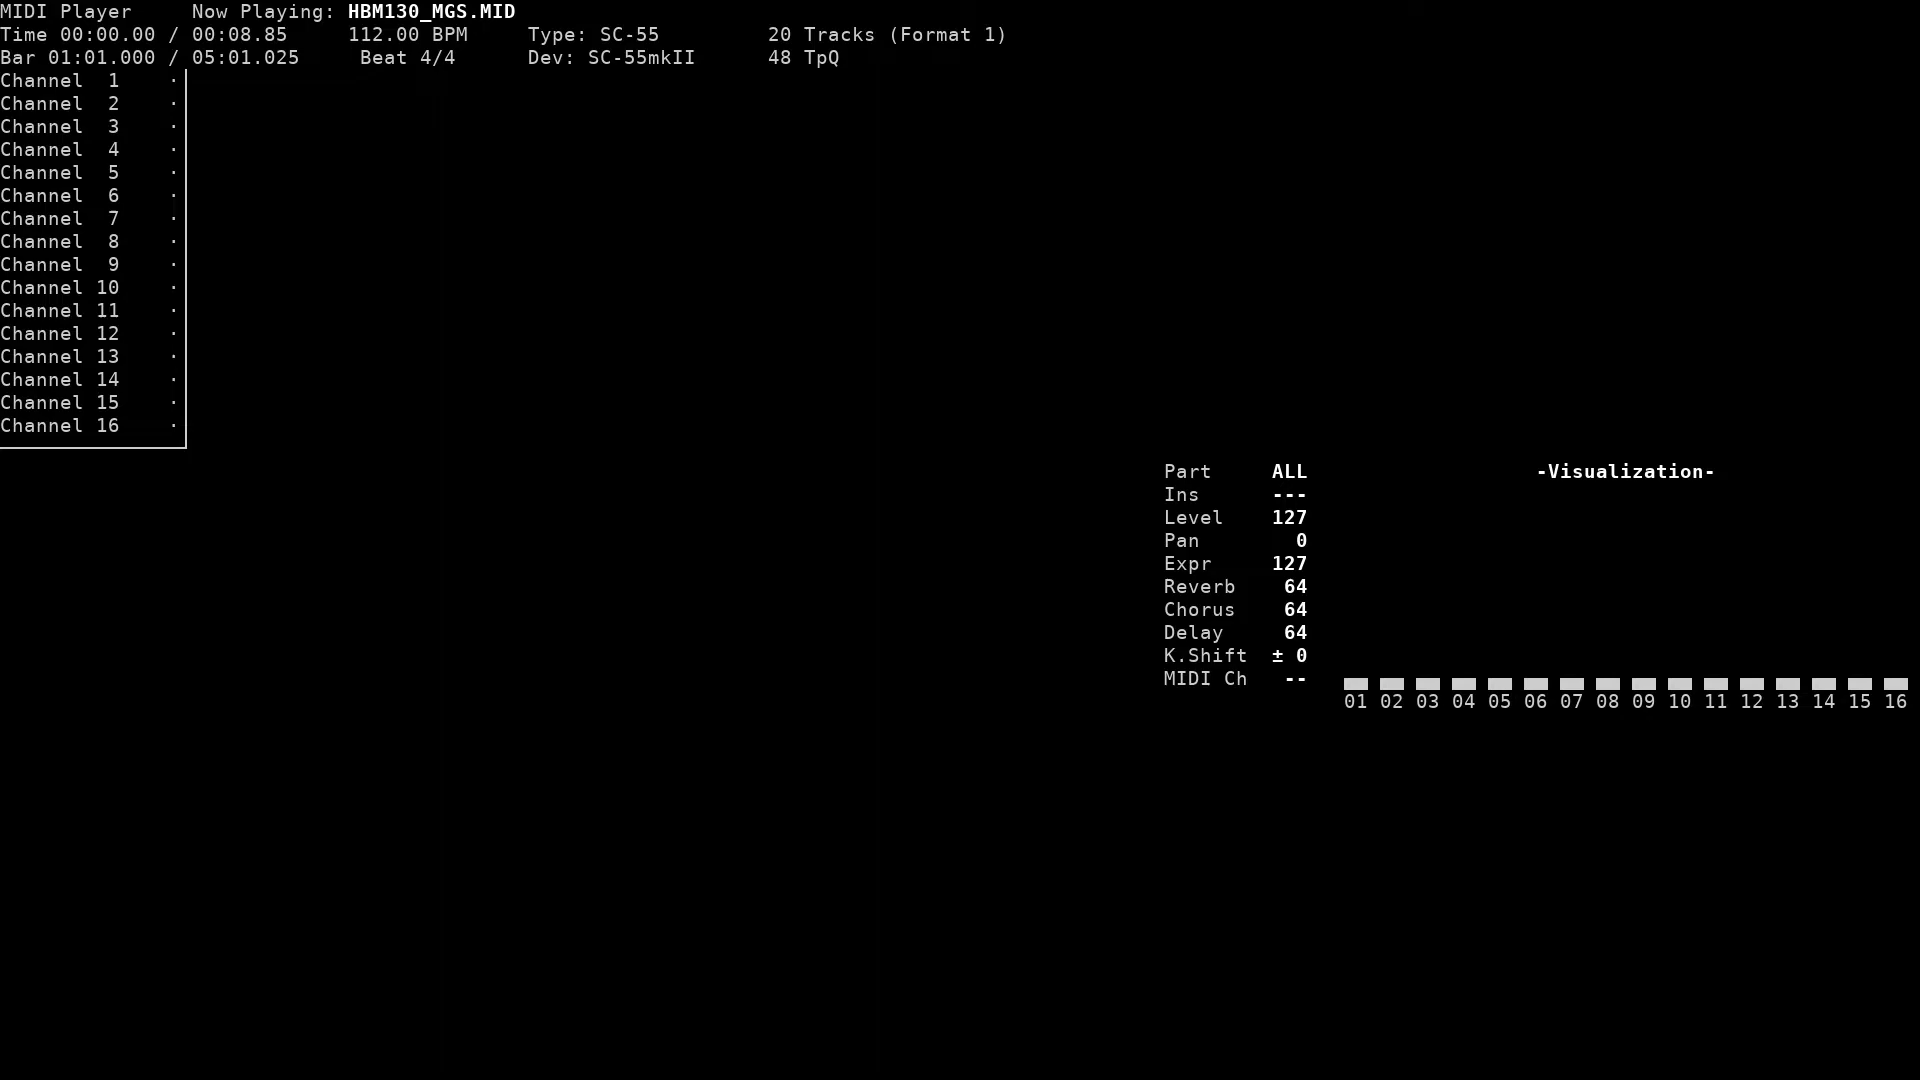 MIDI Player Now Playing: HBM130_MGS.MID
Time 00:00.00 / 00:08.85 112.00 BPM Type: SC-55 20 Tracks (Format 1)
Bar 01:01.000 / 05:01.025 Beat 4/4 Dev: SC-55mkII 48 TpQ
Channel 1 ·
Channel 2 ·
Channel 3 ·
Channel 4 ·
Channel 5 ·
Channel 6 ·
Channel 7 ·
Channel 8 ·
Channel 9 ·
Channel 10 ·
Channel 11 ·
Channel 12 ·
Channel 13 ·
Channel 14 ·
Channel 15 ·
Channel 16 ·
Part ALL -Visualization-
Ins ---
Level 127
Pan 0
Expr 127
Reverb 64
Chorus 64
Delay 64
K.Shift ± 0
MIDI Ch --
01 02 03 04 05 06 07 08 09 10 11 12 13 14 15 16